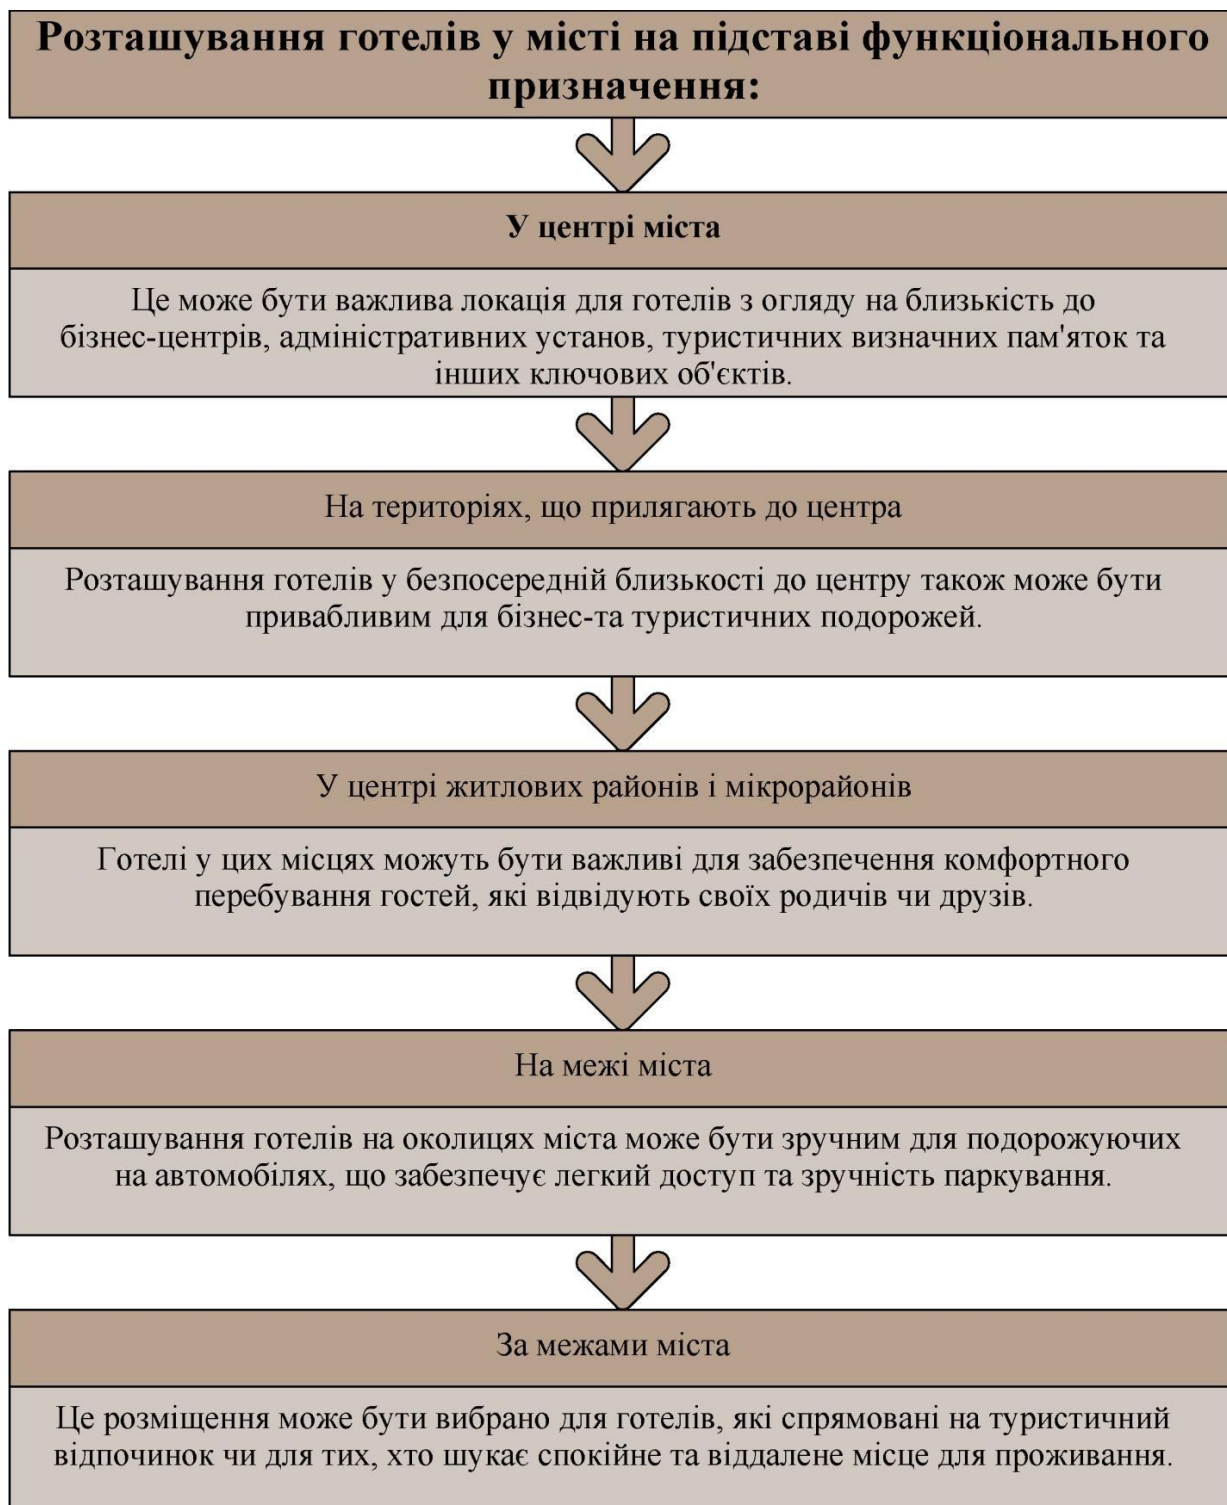 Розташування готелів у місті на підставі функціонального
призначення:
У центрі міста
Це може бути важлива локація для готелів з огляду на близькість до
бізнес-центрів, адміністративних установ, туристичних визначних пам'яток та
інших ключових об'єктів.
На територіях, що прилягають до центра
Розташування готелів у безпосередній близькості до центру також може бути
привабливим для бізнес-та туристичних подорожей.
У центрі житлових районів і мікрорайонів
Готелі у цих місцях можуть бути важливі для забезпечення комфортного
перебування гостей, які відвідують своїх родичів чи друзів.
На межі міста
Розташування готелів на околицях міста може бути зручним для подорожуючих
на автомобілях, що забезпечує легкий доступ та зручність паркування.
За межами міста
Це розміщення може бути вибрано для готелів, які спрямовані на туристичний
відпочинок чи для тих, хто шукає спокійне та віддалене місце для проживання.